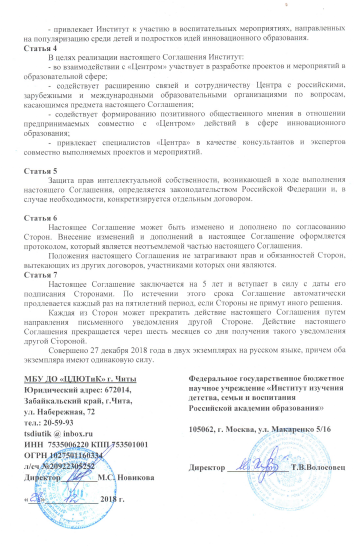 - привлекает Институт к участию в воспитательных мероприятиях, направленных
на популяризацию среди детей и подростков идей инновационного образования.
Статья 4
В целях реализации настоящего Соглашения Институт:
- во взаимодействии с «Центром» участвует в разработке проектов и мероприятий в
образовательной сфере;
- содействует расширению связей и сотрудничеству Центра с российскими,
зарубежными и международными образовательными организациями по вопросам,
касающимся предмета настоящего Соглашения;
- содействует формированию позитивного общественного мнения в отношении
предпринимаемых совместно с «Центром» действий в сфере инновационного
образования;
- привлекает специалистов «Центра» в качестве консультантов и экспертов
совместно выполняемых проектов и мероприятий.
Статья 5
Защита прав интеллектуальной собственности, возникающей в ходе выполнения
настоящего Соглашения, определяется законодательством Российской Федерации и, в
случае необходимости, конкретизируется отдельным договором.
Статья 6
Настоящее Соглашение может быть изменено и дополнено по согласованию
Сторон. Внесение изменений и дополнений в настоящее Соглашение оформляется
протоколом, который является неотъемлемой частью настоящего Соглашения.
Положения настоящего Соглашения не затрагивают прав и обязанностей Сторон,
вытекающих из других договоров, участниками которых они являются.
Статья 7
Настоящее Соглашение заключается на 5 лет и вступает в силу с даты его
подписания Сторонами. По истечении этого срока Соглашение автоматически
продлевается каждый раз на пятилетний период, если Стороны не примут иного решения.
Каждая из Сторон может прекратить действие настоящего Соглашения путем
направления письменного уведомления другой Стороне. Действие настоящего
Соглашения прекращается через шесть месяцев со дня получения такого уведомления
другой Стороной.
Совершено 27 декабря 2018 года в двух экземплярах на русском языке, причем оба
экземпляра имеют одинаковую силу.
МБУ ДО «ЦДЮТиК» г. Читы
Юридический адрес: 672014,
Забайкальский край, г.Чита,
ул. Набережная, 72
тел.: 20-59-93
tsdiutik @ inbox.ru
ИНН 7535006220 КПП 753501001
ОГРН 1027501160334
л/сч №20922305252
Директор М.С. Новикова
2018 г.
Федеральное государственное бюджетное
научное учреждение «Институт изучения
детства, семьи и воспитания
Российской академии образования»
105062, г. Москва, ул. Макаренко 5/16
Директор Т.В.Волосовец